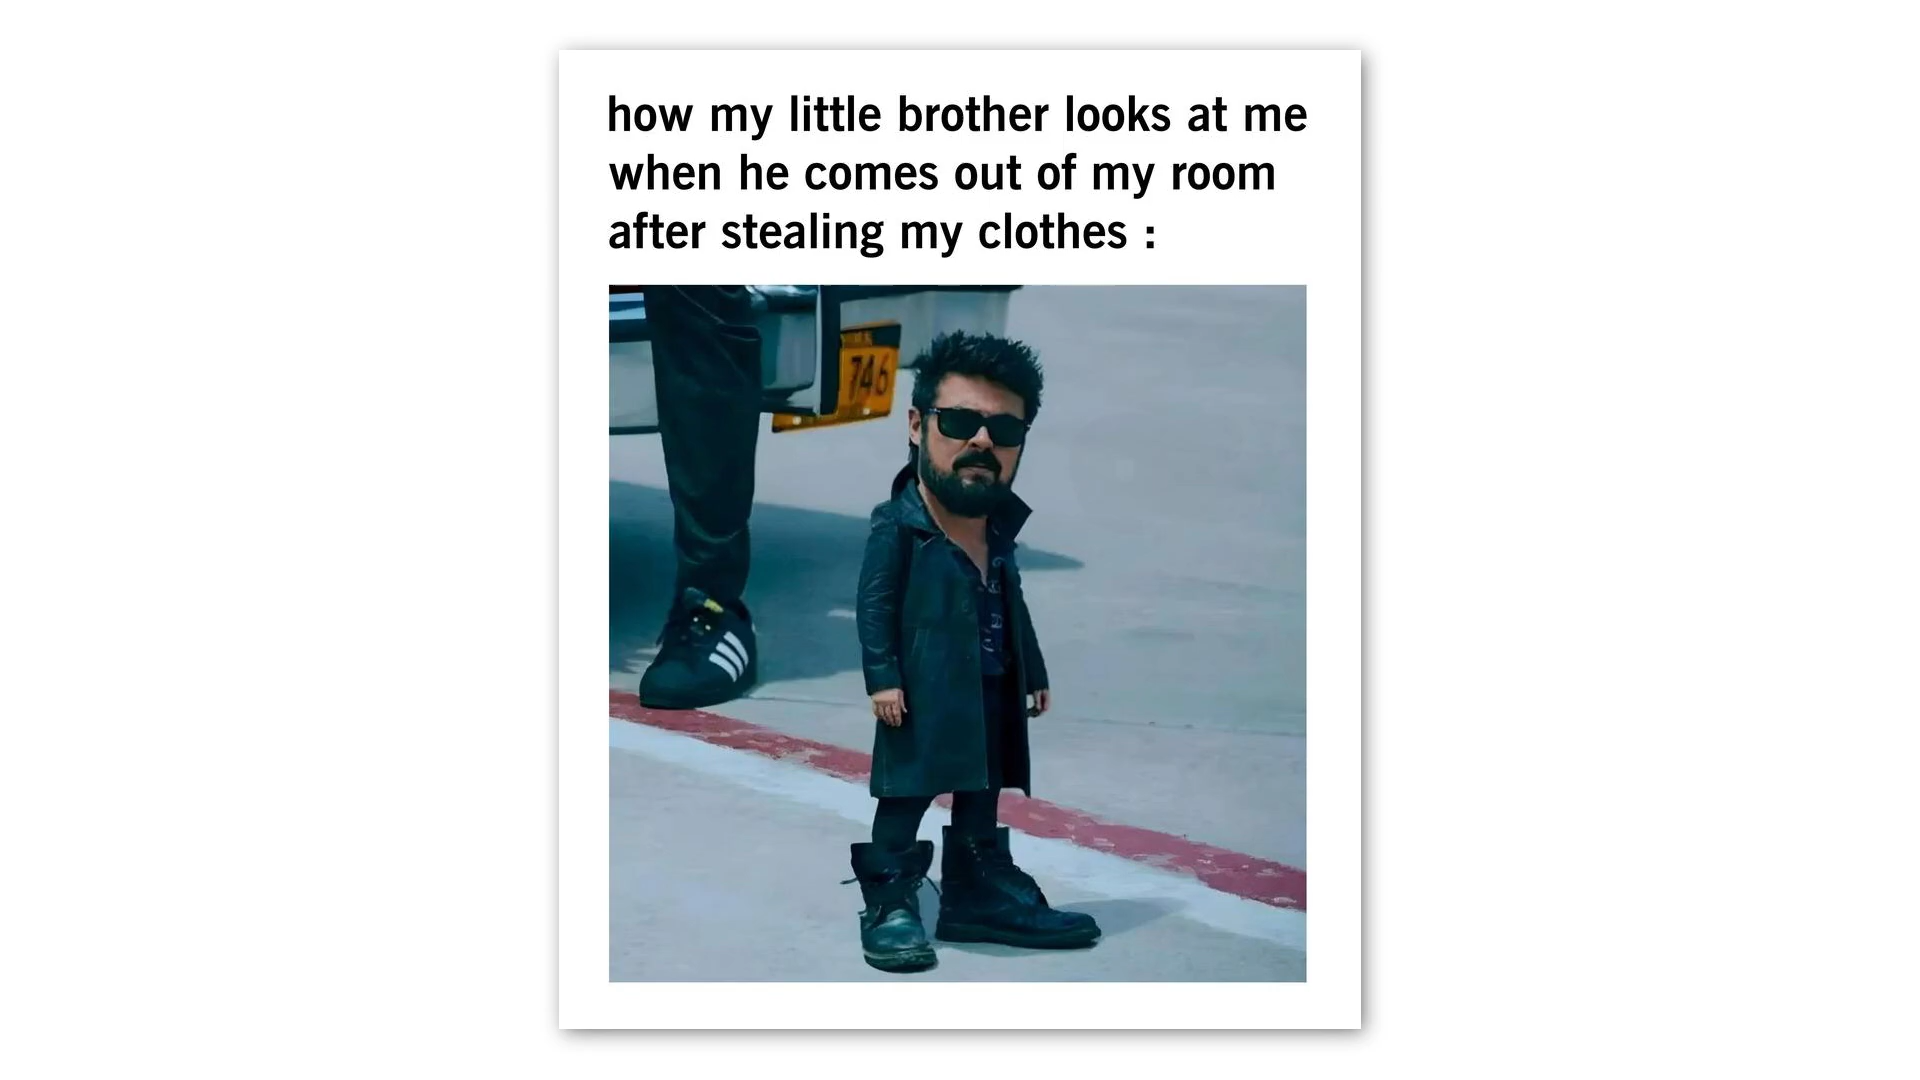 how my little brother looks at me
when he comes out of my room
after stealing my clothes :
746